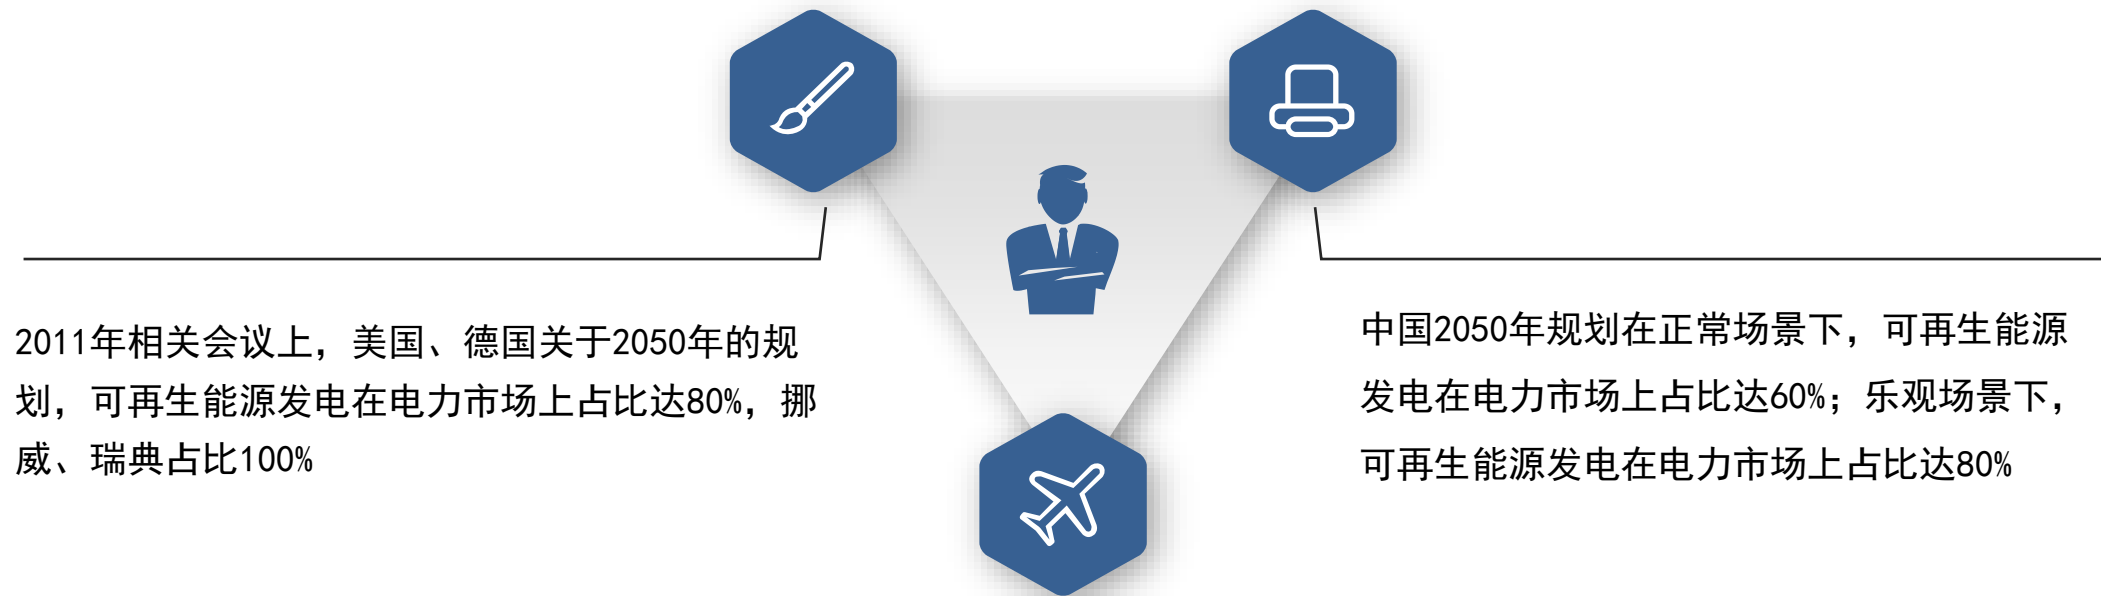 2011年相关会议上，美国、德国关于2050年的规
划，可再生能源发电在电力市场上占比达80%，挪
威、瑞典占比100%
中国2050年规划在正常场景下，可再生能源
发电在电力市场上占比达60%；乐观场景下，
可再生能源发电在电力市场上占比达80%